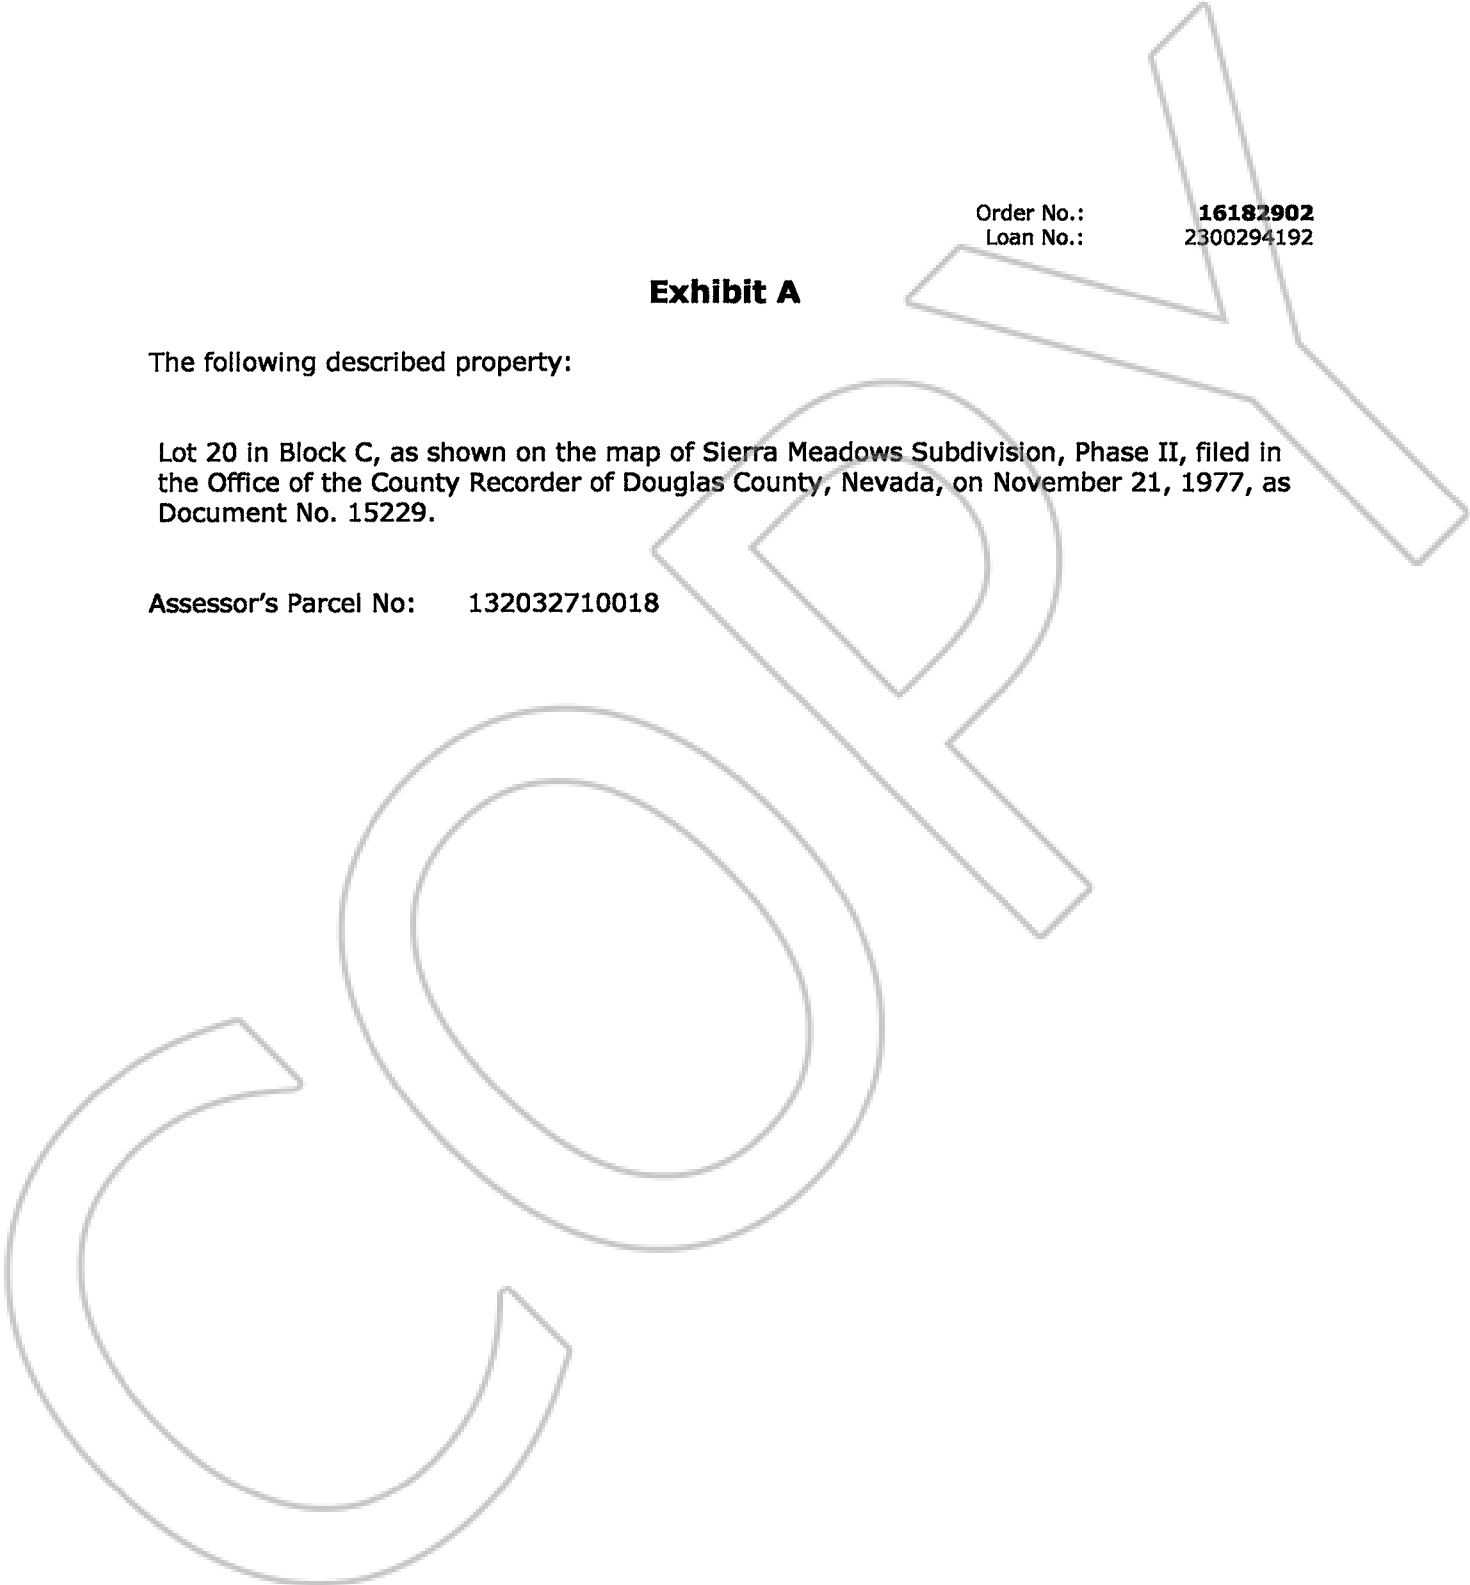 Order No.: 16182902
Loan No.: 2300294192
Exhibit A
The following described property:
Lot 20 in Block C, as shown on the map of Sierra Meadows Subdivision, Phase II, filed in
the Office of the County Recorder of Douglas County, Nevada, on November 21, 1977, as
Document No. 15229.
Assessor's Parcel No: 132032710018
COPY